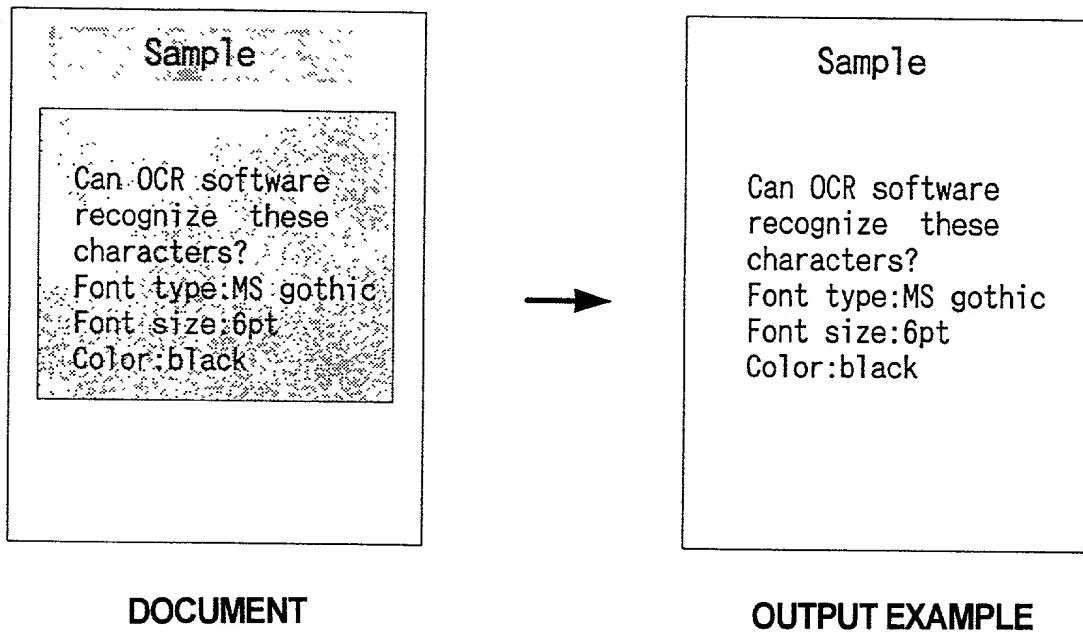 Sample
Can OCR software
recognize these
characters?
Font type:MS gothic
Font size:6pt
Color:black
DOCUMENT
Sample
Can OCR software
recognize these
characters?
Font type:MS gothic
Font size:6pt
Color:black
OUTPUT EXAMPLE